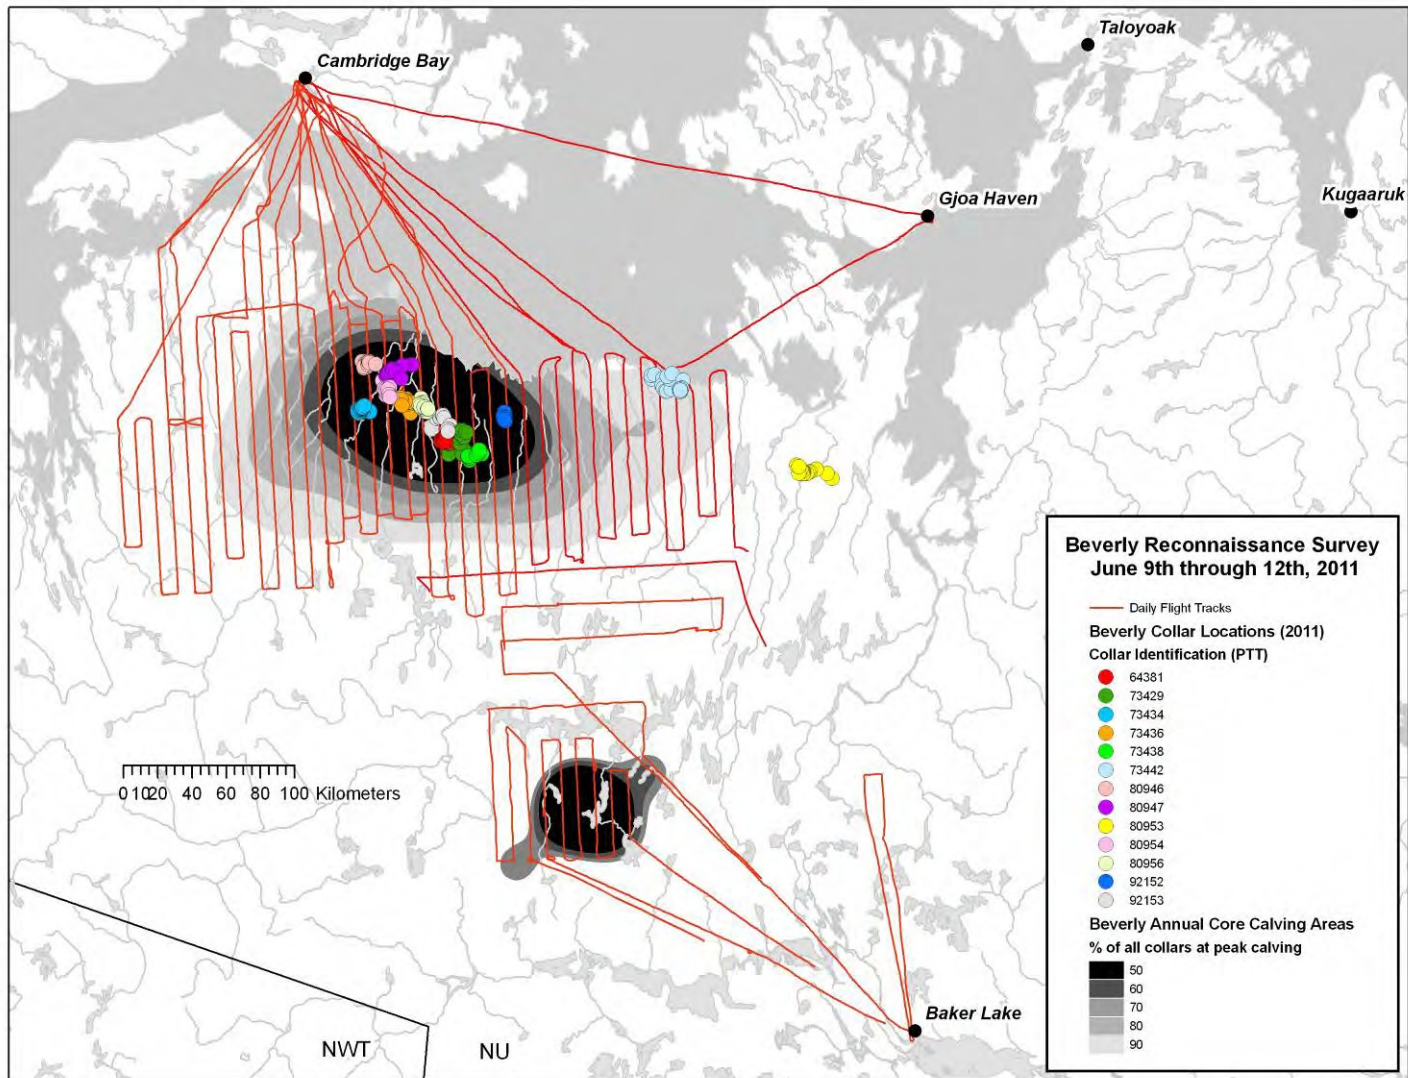 Taloyoak
Cambridge Bay
Gjoa Haven
Kugaaruk
Beverly Reconnaissance Survey
June 9th through 12th, 2011
Daily Flight Tracks
Beverly Collar Locations (2011)
Collar Identification (PTT)
64381
73429
73434
73436
73438
73442
80946
80947
80953
80954
80956
92152
92153
Beverly Annual Core Calving Areas
% of all collars at peak calving
50
60
70
80
90
0 10 20 40 60 80 100 Kilometers
Baker Lake
NWT
NU